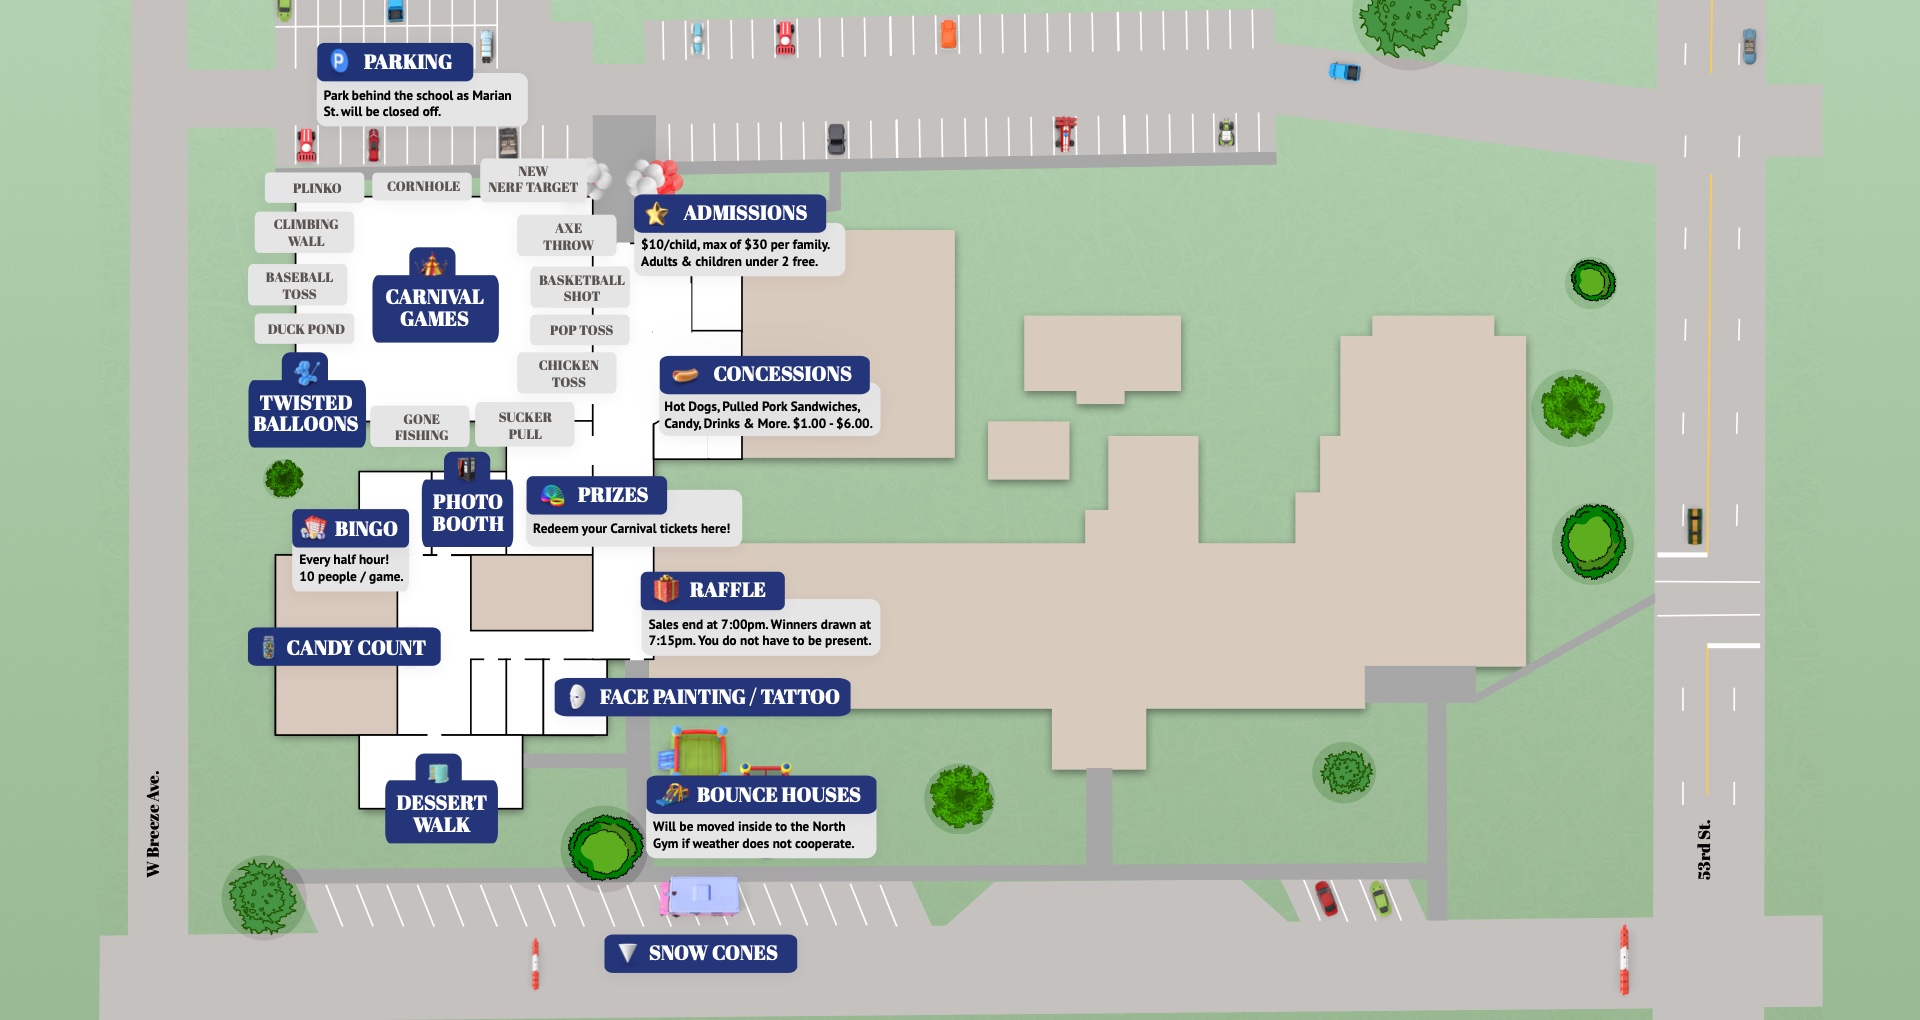 PARKING
Park behind the school as Marian
St. will be closed off.
PLINKO
CORNHOLE
NEW
NERF TARGET
CLIMBING
WALL
AXE
THROW
ADMISSIONS
$10/child, max of $30 per family.
Adults & children under 2 free.
BASEBALL
TOSS
CARNIVAL
GAMES
BASKETBALL
SHOT
DUCK POND
POP TOSS
CHICKEN
TOSS
CONCESSIONS
Hot Dogs, Pulled Pork Sandwiches,
Candy, Drinks & More. $1.00 - $6.00.
TWISTED
BALLOONS
GONE
FISHING
SUCKER
PULL
PHOTO
BOOTH
PRIZES
Redeem your Carnival tickets here!
BINGO
Every half hour!
10 people / game.
RAFFLE
Sales end at 7:00pm. Winners drawn at
7:15pm. You do not have to be present.
CANDY COUNT
FACE PAINTING / TATTOO
DESSERT
WALK
BOUNCE HOUSES
Will be moved inside to the North
Gym if weather does not cooperate.
W Breeze Ave.
53rd St.
SNOW CONES